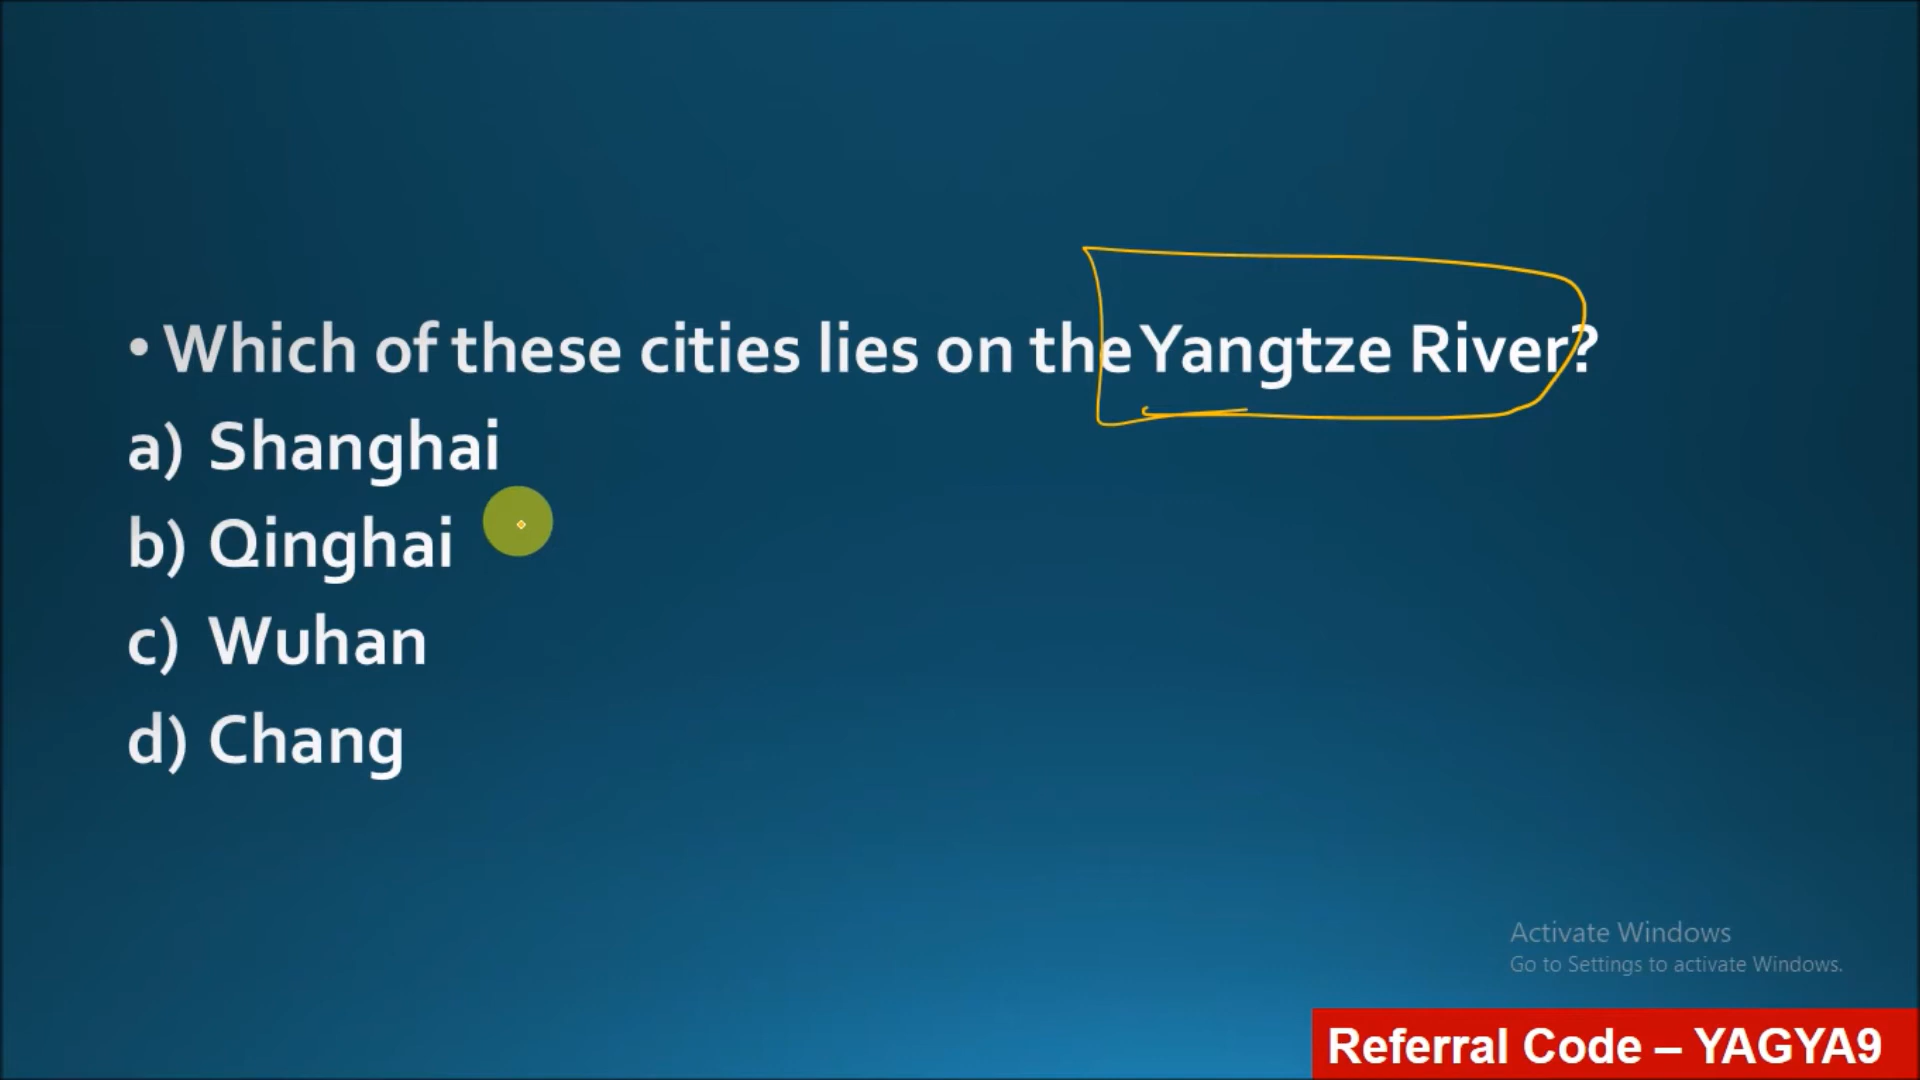 • Which of these cities lies on the Yangtze River?
a) Shanghai
b) Qinghai
c) Wuhan
d) Chang
Activate Windows
Go to Settings to activate Windows.
Referral Code – YAGYA9